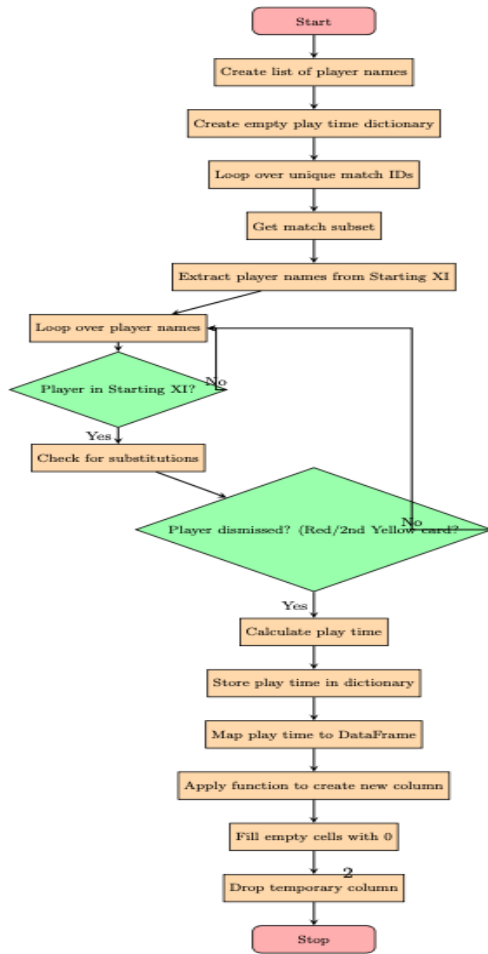 Start
Create list of player names
Create empty play time dictionary
Loop over unique match IDs
Get match subset
Extract player names from Starting XI
Loop over player names
Player in Starting XI?
No
Yes
Check for substitutions
Player dismissed? (Red/2nd Yellow card?
No
Yes
Calculate play time
Store play time in dictionary
Map play time to DataFrame
Apply function to create new column
Fill empty cells with 0
2
Drop temporary column
Stop